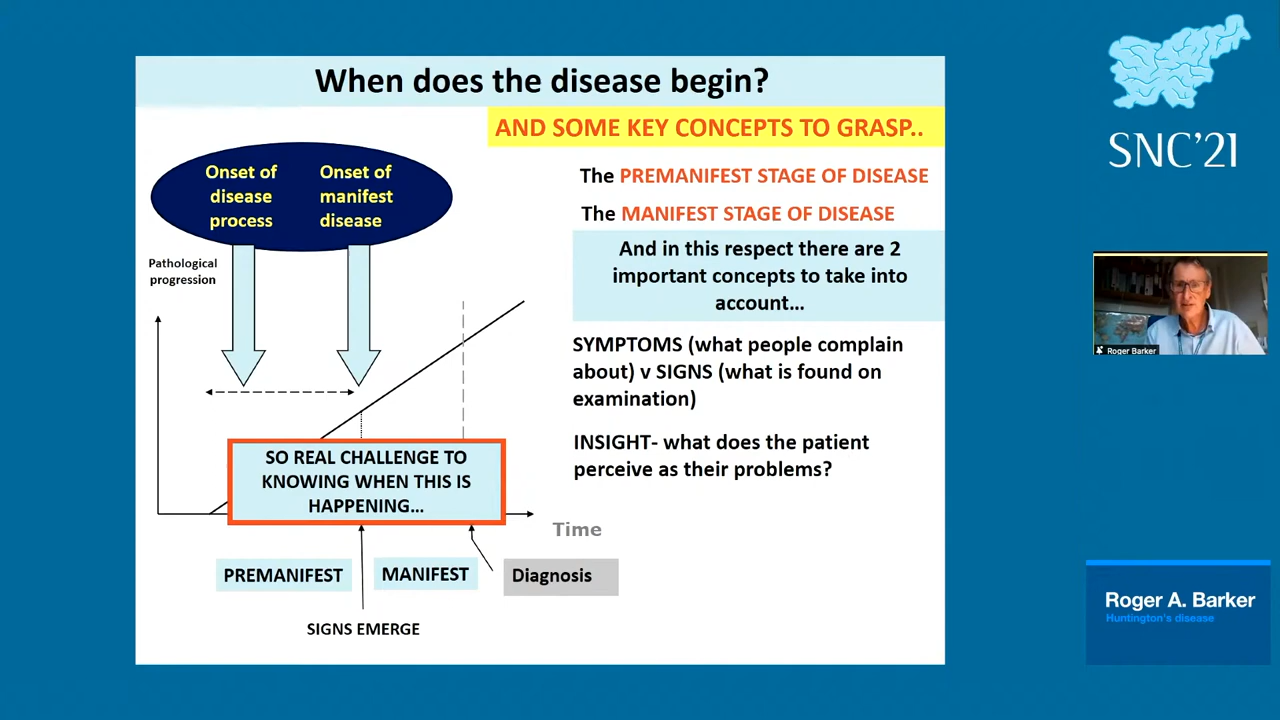 When does the disease begin?
AND SOME KEY CONCEPTS TO GRASP..
Onset of
disease
process
Onset of
manifest
disease
Pathological
progression
SO REAL CHALLENGE TO
KNOWING WHEN THIS IS
HAPPENING...
Time
PREMANIFEST
MANIFEST
Diagnosis
SIGNS EMERGE
The PREMANIFEST STAGE OF DISEASE
The MANIFEST STAGE OF DISEASE
And in this respect there are 2
important concepts to take into
account...
SYMPTOMS (what people complain
about) v SIGNS (what is found on
examination)
INSIGHT- what does the patient
perceive as their problems?
SNC'21
Roger Barker
Roger A. Barker
Huntington's disease